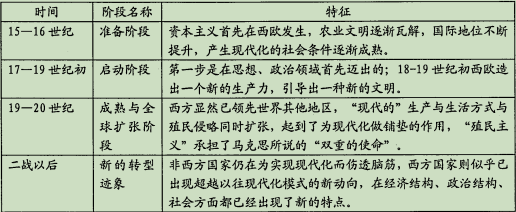 时间 阶段名称 特征
15—16世纪 准备阶段 资本主义首先在西欧发生，农业文明逐渐瓦解，国际地位不断
提升，产生现代化的社会条件逐渐成熟。
17—19世纪初 启动阶段 第一步是在思想、政治领域首先迈出的；18-19世纪初西欧造
出一个新的生产力，引导出一种新的文明。
19—20世纪 成熟与全
球扩张阶
段 西方显然已领先世界其他地区，“现代的”生产与生活方式与
殖民侵略同时扩张，起到了为现代化做铺垫的作用，“殖民主
义”承担了马克思所说的“双重的使命”。
二战以后 新的转型
迹象 非西方国家仍在为实现现代化而伤透脑筋，西方国家则似乎已
出现超越以往现代化模式的新动向，在经济结构、政治结构、
社会方面都已经出现了新的特点。